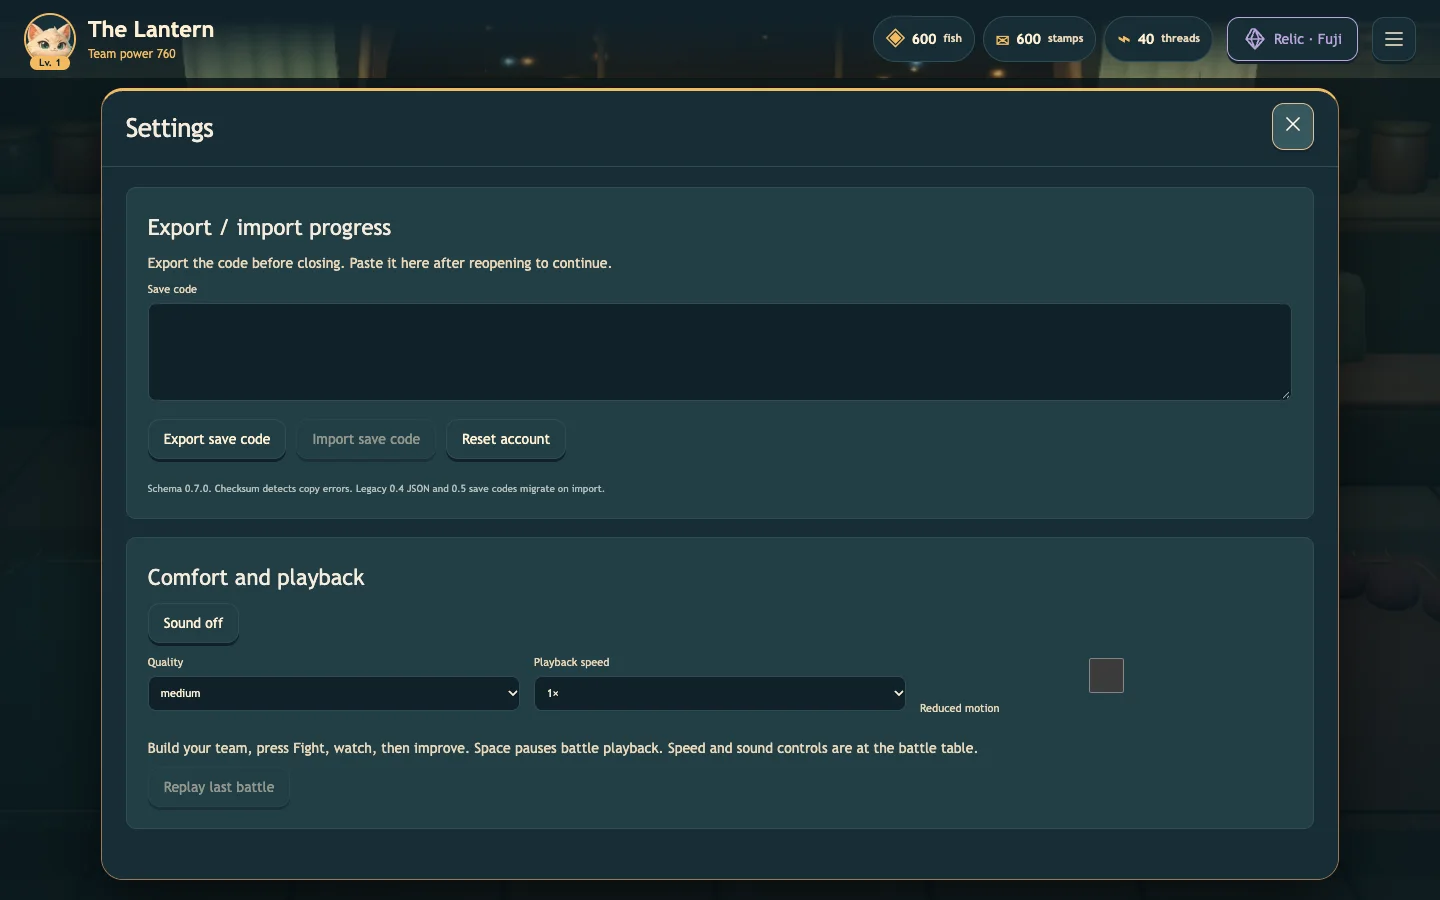 The Lantern
Team power 760
Lv. 1
600 fish
600 stamps
40 threads
Relic · Fuji
Settings
Export / import progress
Export the code before closing. Paste it here after reopening to continue.
Save code
Export save code
Import save code
Reset account
Schema 0.7.0. Checksum detects copy errors. Legacy 0.4 JSON and 0.5 save codes migrate on import.
Comfort and playback
Sound off
Quality
Playback speed
medium
1×
Reduced motion
Build your team, press Fight, watch, then improve. Space pauses battle playback. Speed and sound controls are at the battle table.
Replay last battle